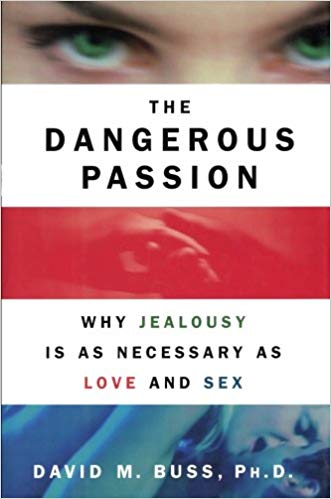 THE
DANGEROUS
PASSION
WHY JEALOUSY
IS AS NECESSARY AS
LOVE AND SEX
DAVID M. BUSS, PH.D.